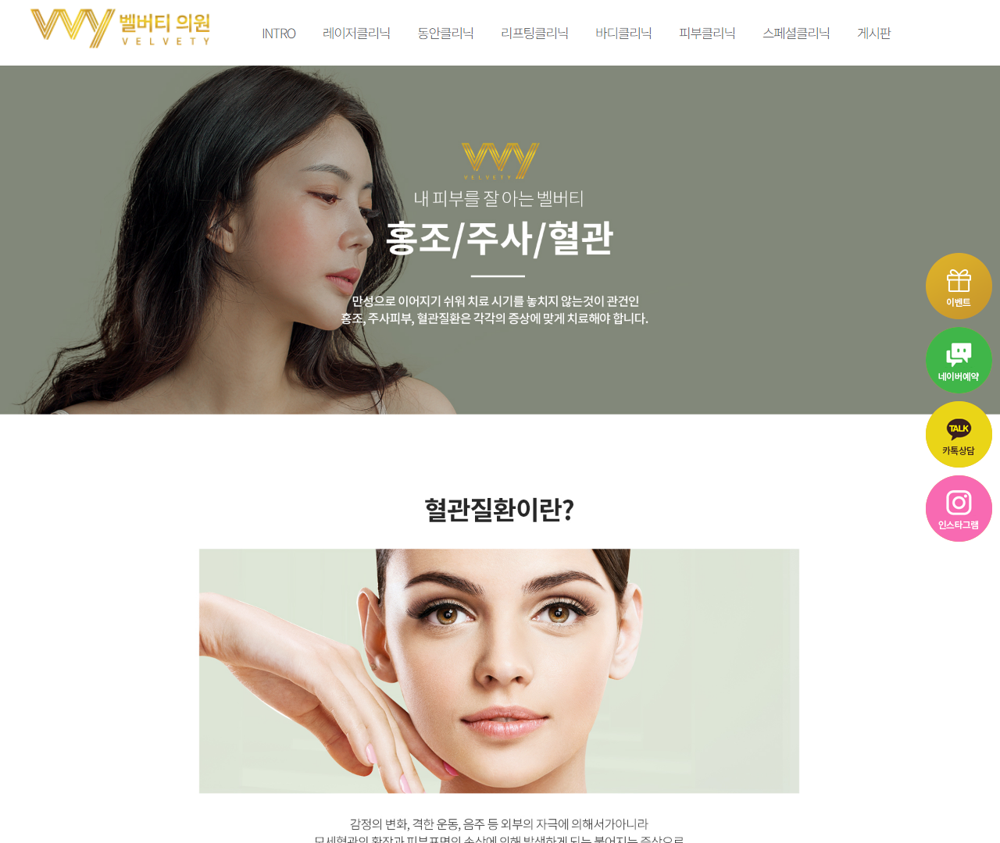 VVY 벨버티 의원
VELVETY
INTRO 레이저클리닉 동안클리닉 리프팅클리닉 바디클리닉 피부클리닉 스페셜클리닉 게시판
VVY
VELVETY
내 피부를 잘 아는 벨버티
홍조/주사/혈관
만성으로 이어지기 쉬워 치료 시기를 놓치지 않는것이 관건인
홍조, 주사피부, 혈관질환은 각각의 증상에 맞게 치료해야 합니다.
이벤트
네이버예약
TALK
카톡상담
인스타그램
혈관질환이란?
감정의 변화, 격한 운동, 음주 등 외부의 자극에 의해서가아니라
모세혈관의 확장과 피부표면의 손상에 의해 발생하게 되는 붉어지는 증상으로